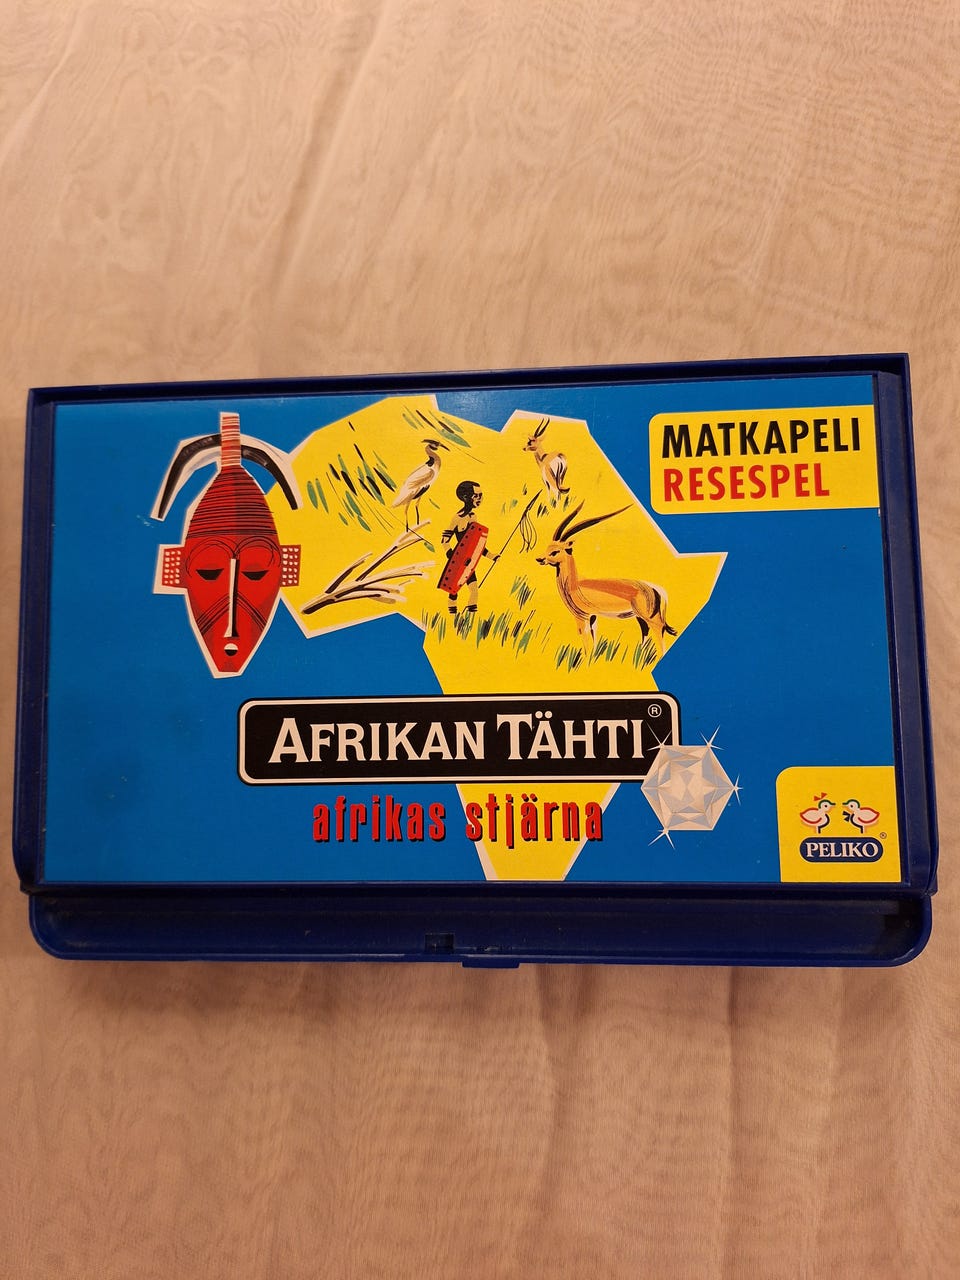 MATKAPELI
RESESPEL
AFRIKAN TÄHTI®
afrikas stjärna
PELIKO®